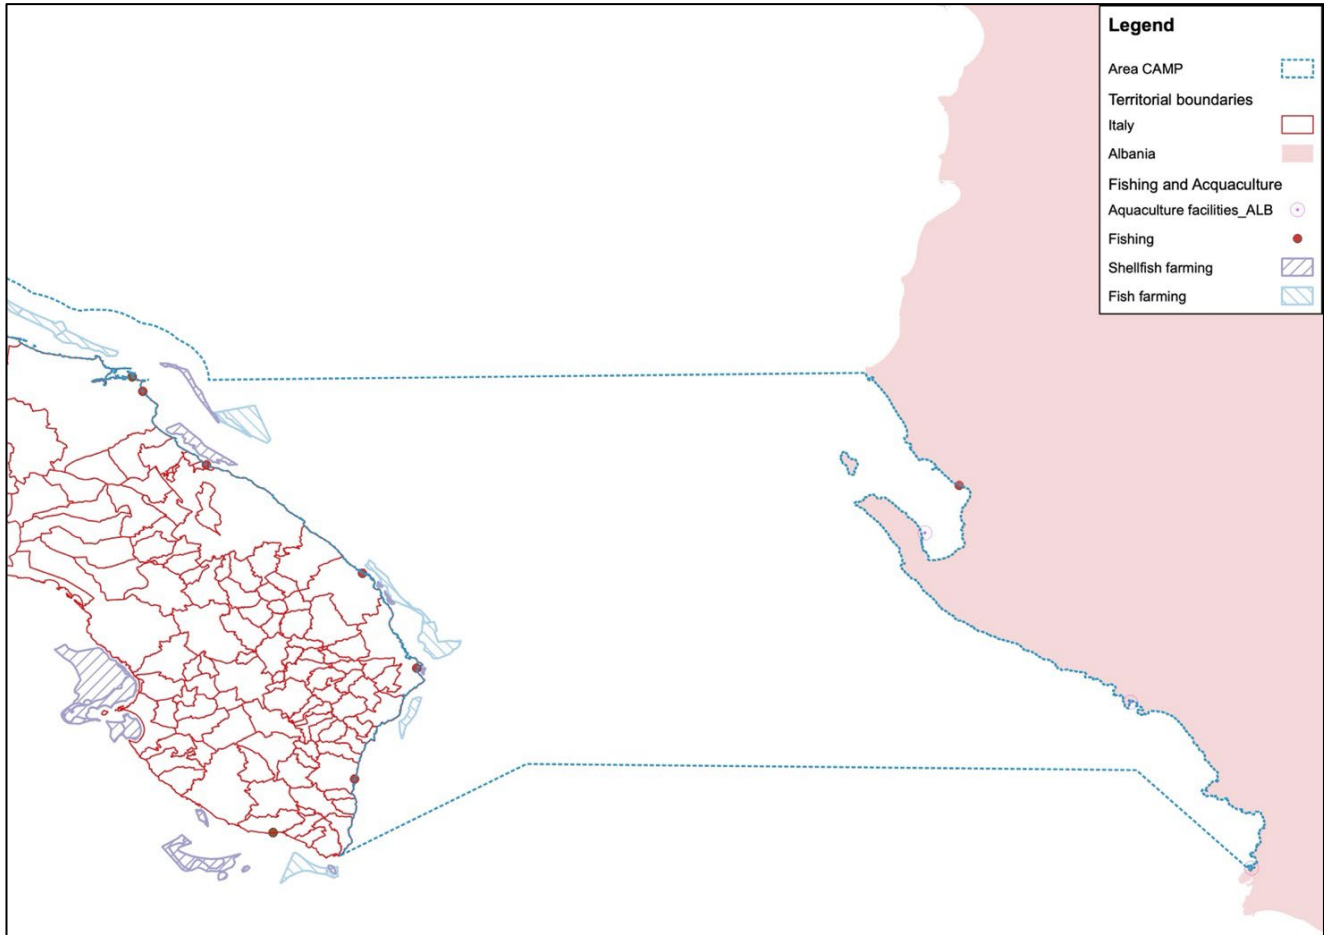 Legend
Area CAMP
Territorial boundaries
Italy
Albania
Fishing and Acquaculture
Aquaculture facilities_ALB
Fishing
Shellfish farming
Fish farming